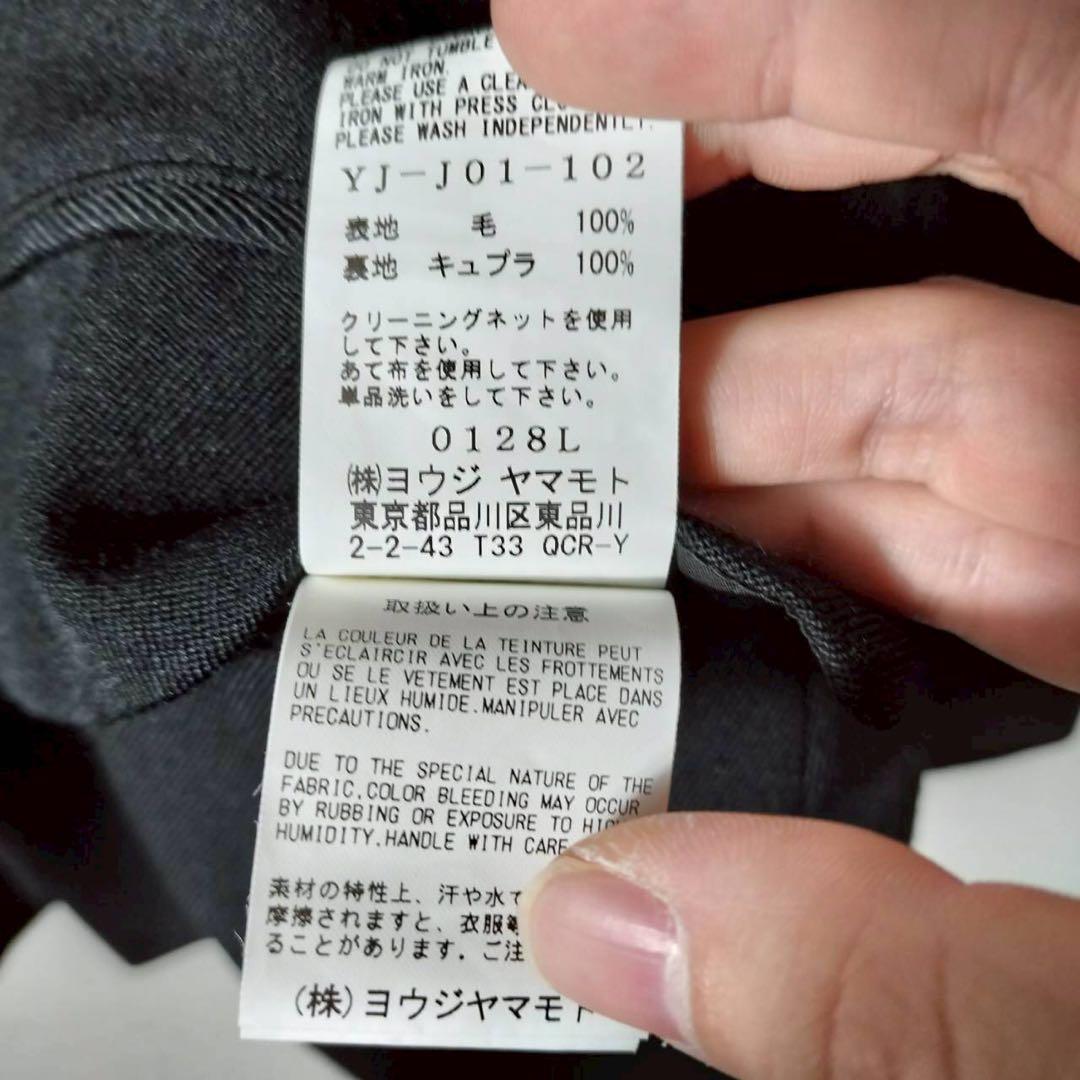 DO NOT TUMBLE
WARM IRON.
PLEASE USE A
IRON WITH PRESS
PLEASE WASH INDEPENDENTLY.
YJ-J01-102
表地 毛 100%
裏地 キュプラ 100%
クリーニングネットを使用
して下さい。
あて布を使用して下さい。
単品洗いをして下さい。
0128L
㈱ヨウジ ヤマモト
東京都品川区東品川
2-2-43 T33 QCR-Y
取扱い上の注意
LA COULEUR DE LA TEINTURE PEUT
S'ECLAIRCIR AVEC LES FROTTEMENTS
OU SE LE VETEMENT EST PLACE DANS
UN LIEUX HUMIDE.MANIPULER AVEC
PRECAUTIONS.
DUE TO THE SPECIAL NATURE OF THE
FABRIC.COLOR BLEEDING MAY OCCUR
BY RUBBING OR EXPOSURE TO
HUMIDITY.HANDLE WITH CARE
素材の特性上、汗や水で
摩擦されますと、衣服等
ることがあります。ご注
(株)ヨウジヤマモト